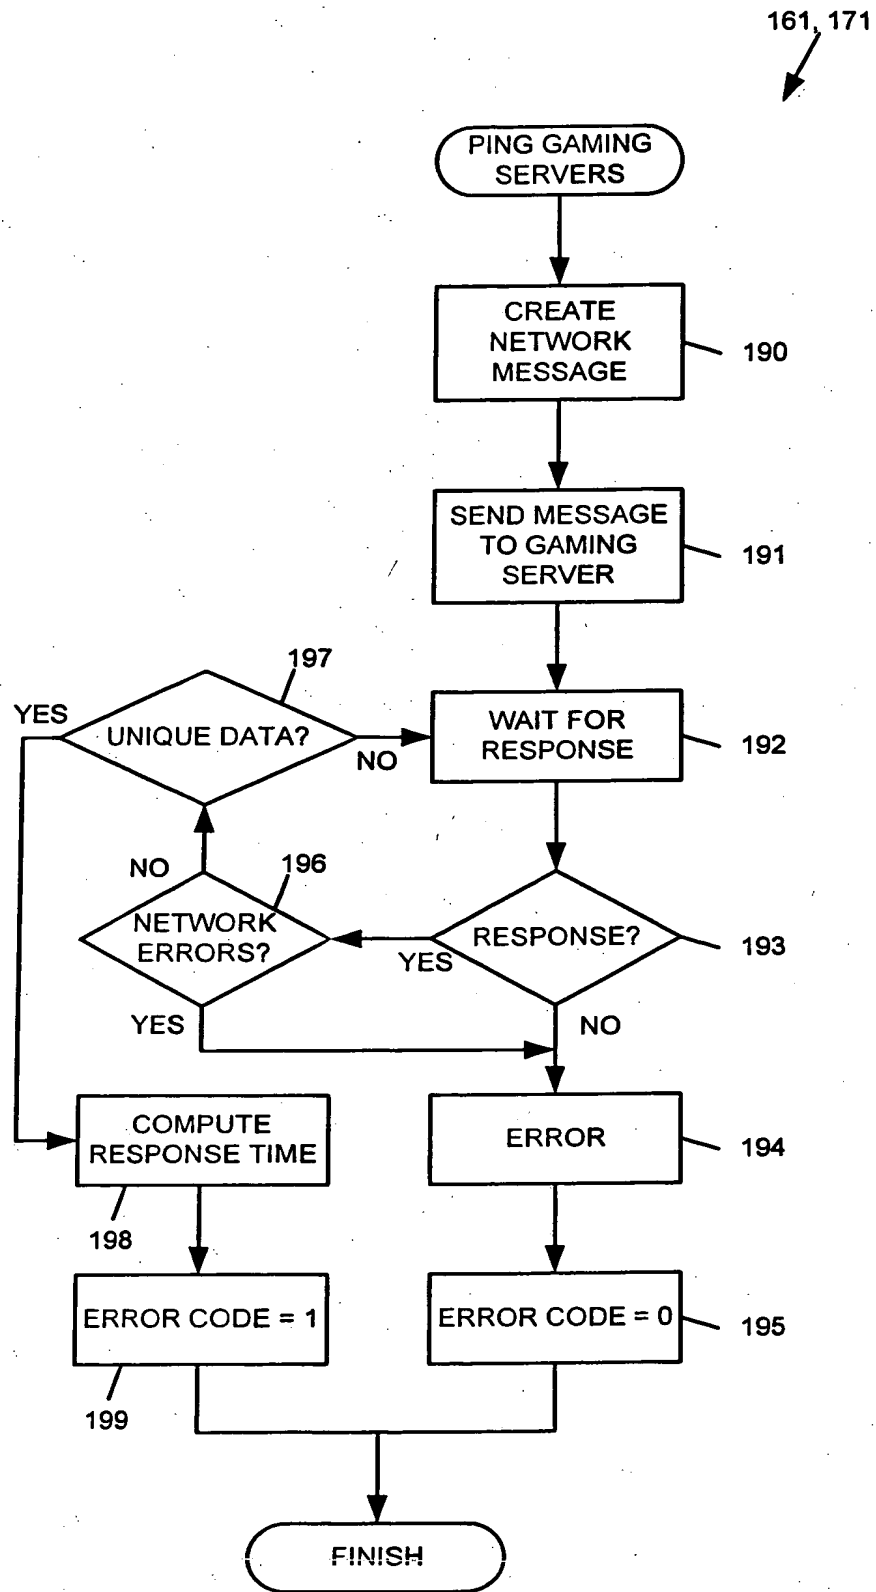 161, 171
PING GAMING
SERVERS
CREATE
NETWORK
MESSAGE
190
SEND MESSAGE
TO GAMING
SERVER
191
197
YES
UNIQUE DATA?
NO
WAIT FOR
RESPONSE
192
NO
196
NETWORK
ERRORS?
YES
RESPONSE?
193
YES
NO
COMPUTE
RESPONSE TIME
198
ERROR
194
ERROR CODE = 1
199
ERROR CODE = 0
195
FINISH